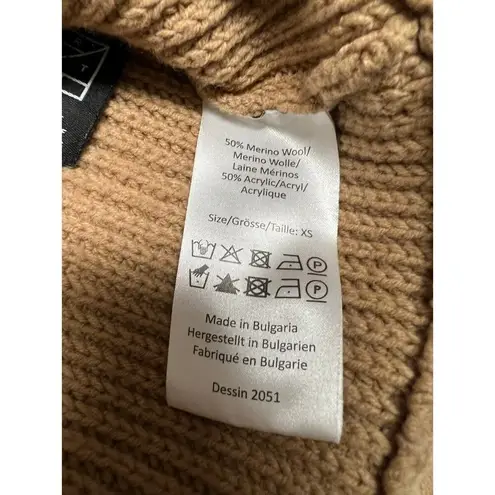 50% Merino Wool/
Merino Wolle/
Laine Mérinos
50% Acrylic/Acryl/
Acrylique
Size/Grösse/Taille: XS
P
P
Made in Bulgaria
Hergestellt in Bulgarien
Fabriqué en Bulgarie
Dessin 2051